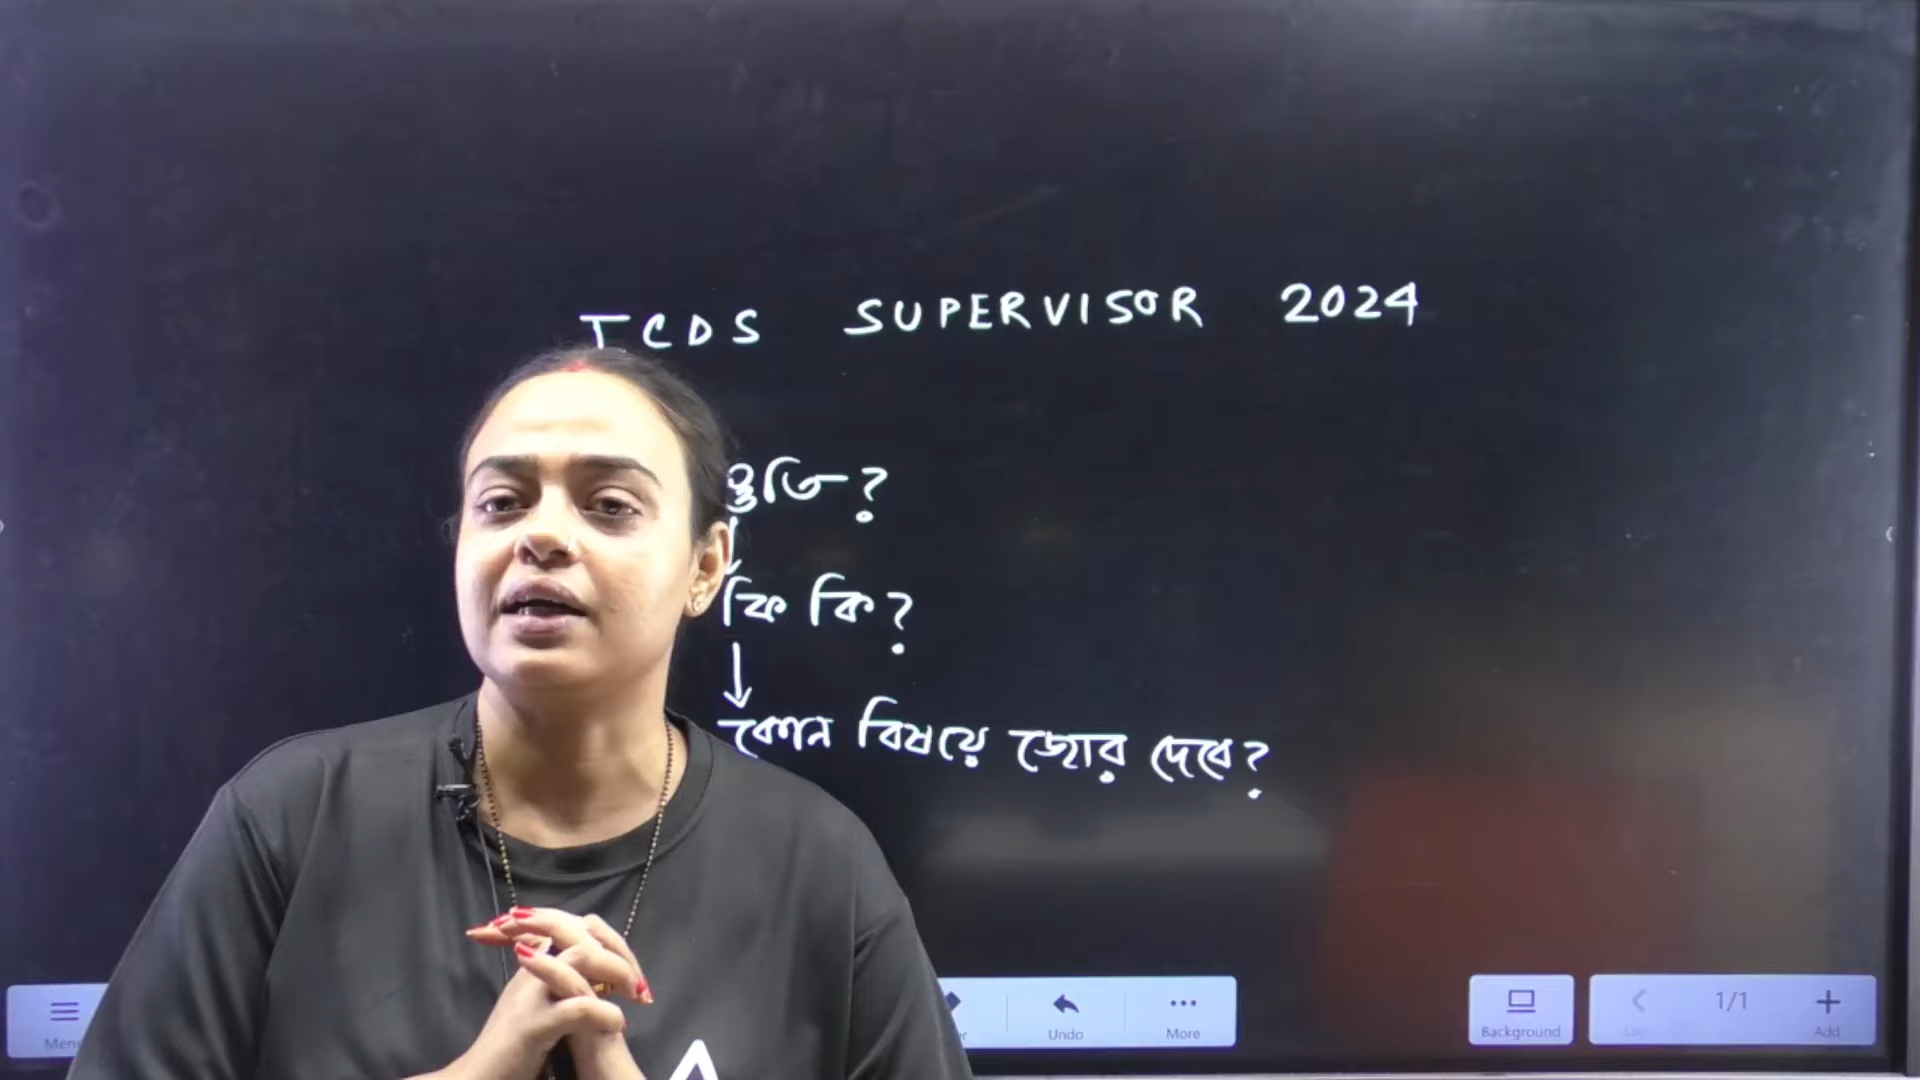 ICDS SUPERVISOR 2024
কি কি?
কোন বিষয়ে জোর দেবে?
Undo
More
Background
1/1
Add